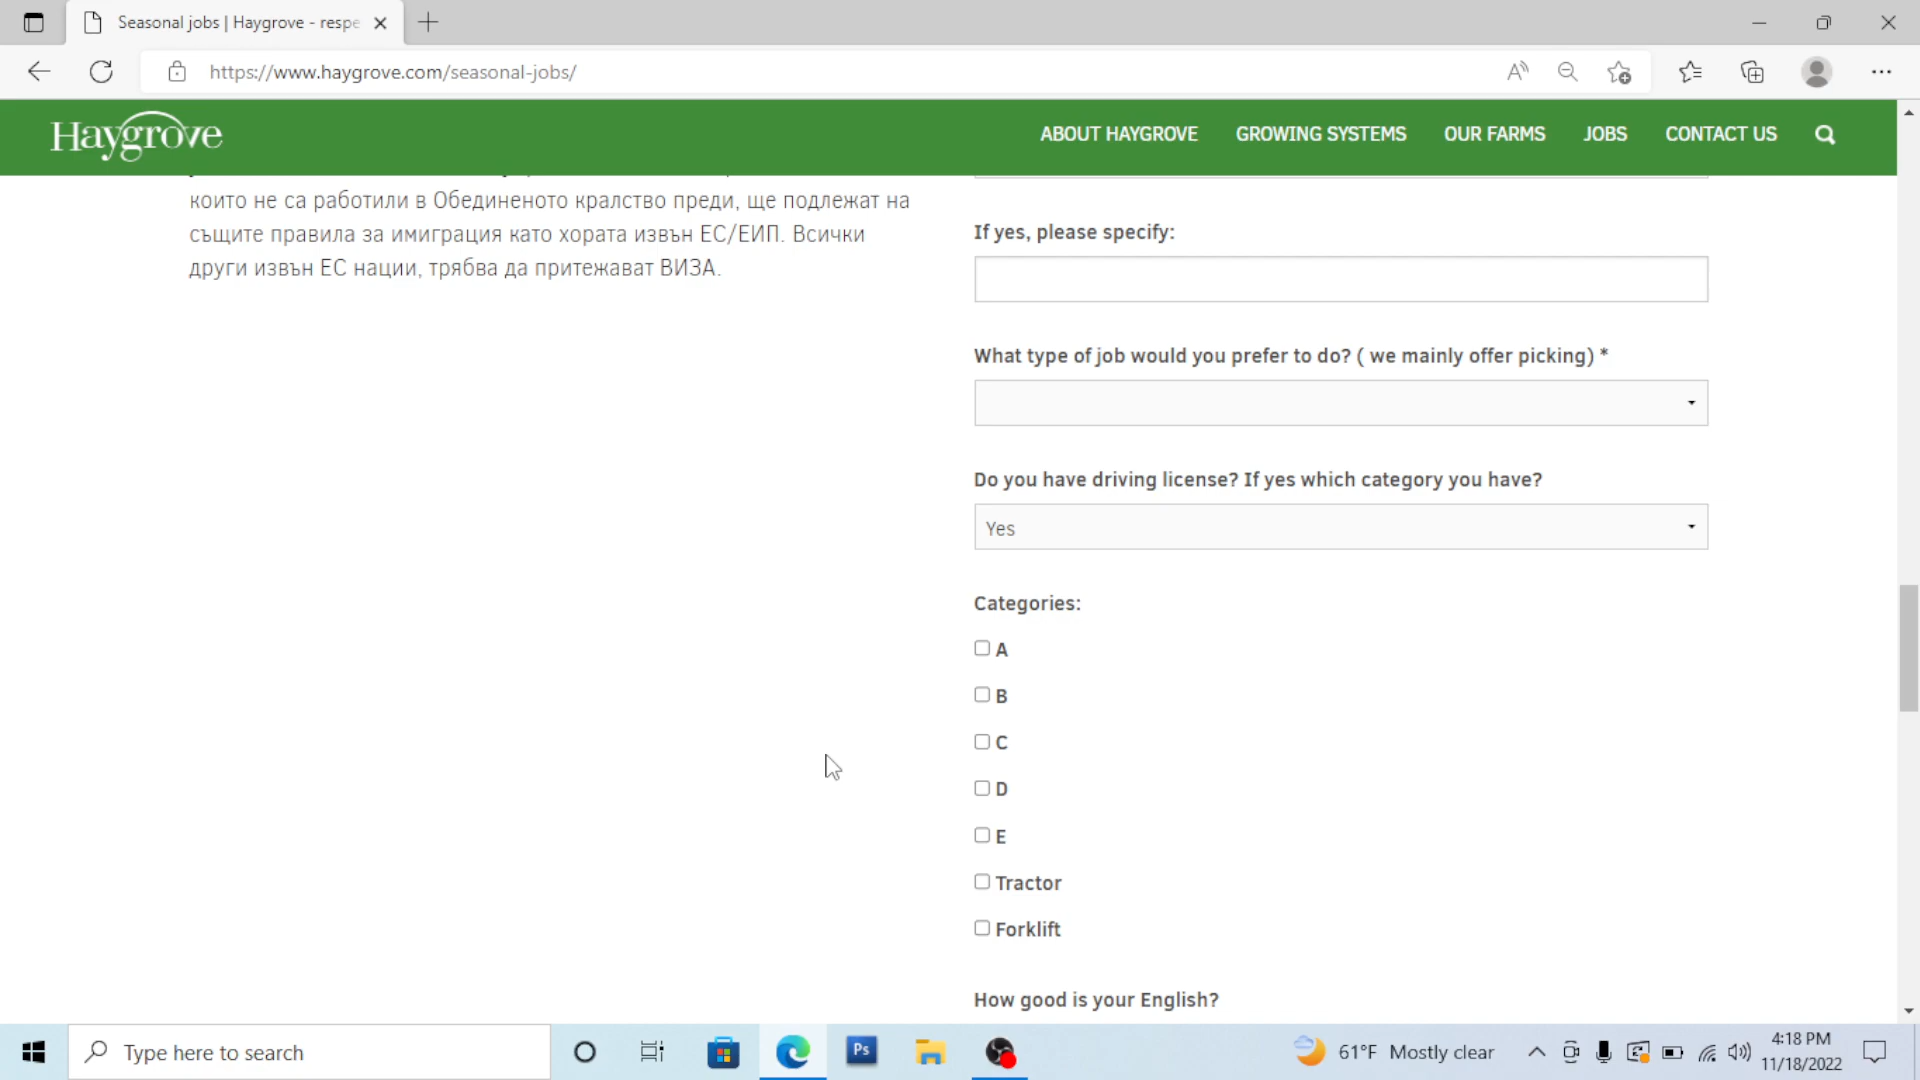 Seasonal jobs | Haygrove - respe
https://www.haygrove.com/seasonal-jobs/
Haygrove
ABOUT HAYGROVE
GROWING SYSTEMS
OUR FARMS
JOBS
CONTACT US
които не са работили в Обединеното кралство преди, ще подлежат на
същите правила за имиграция като хората извън ЕС/ЕИП. Всички
други извън ЕС нации, трябва да притежават ВИЗА.
If yes, please specify:
What type of job would you prefer to do? ( we mainly offer picking) *
Do you have driving license? If yes which category you have?
Yes
Categories:
A
B
C
D
E
Tractor
Forklift
How good is your English?
Type here to search
Ps
61°F Mostly clear
4:18 PM
11/18/2022